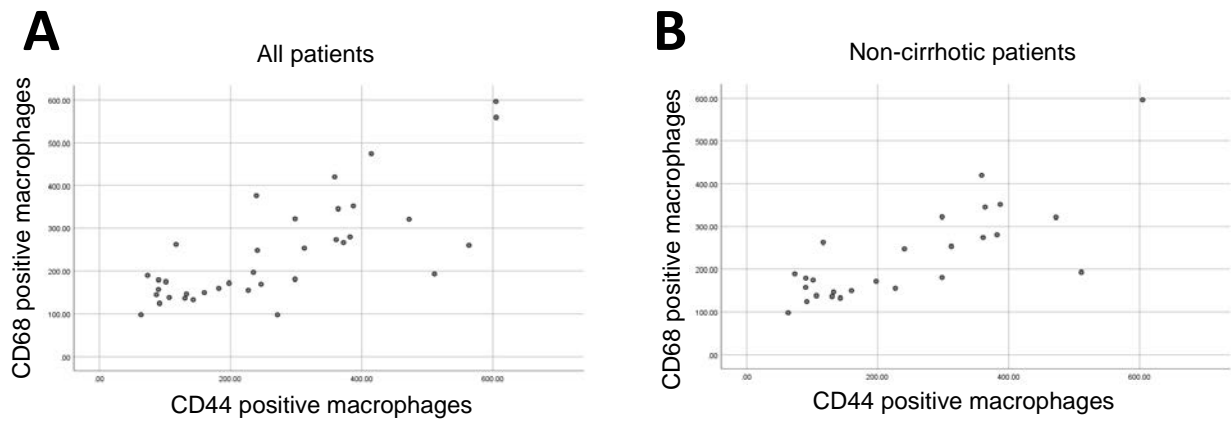 A
All patients
CD68 positive macrophages
600.00
500.00
400.00
300.00
200.00
100.00
.00
.00 200.00 400.00 600.00
CD44 positive macrophages
B
Non-cirrhotic patients
CD68 positive macrophages
600.00
500.00
400.00
300.00
200.00
100.00
.00
.00 200.00 400.00 600.00
CD44 positive macrophages